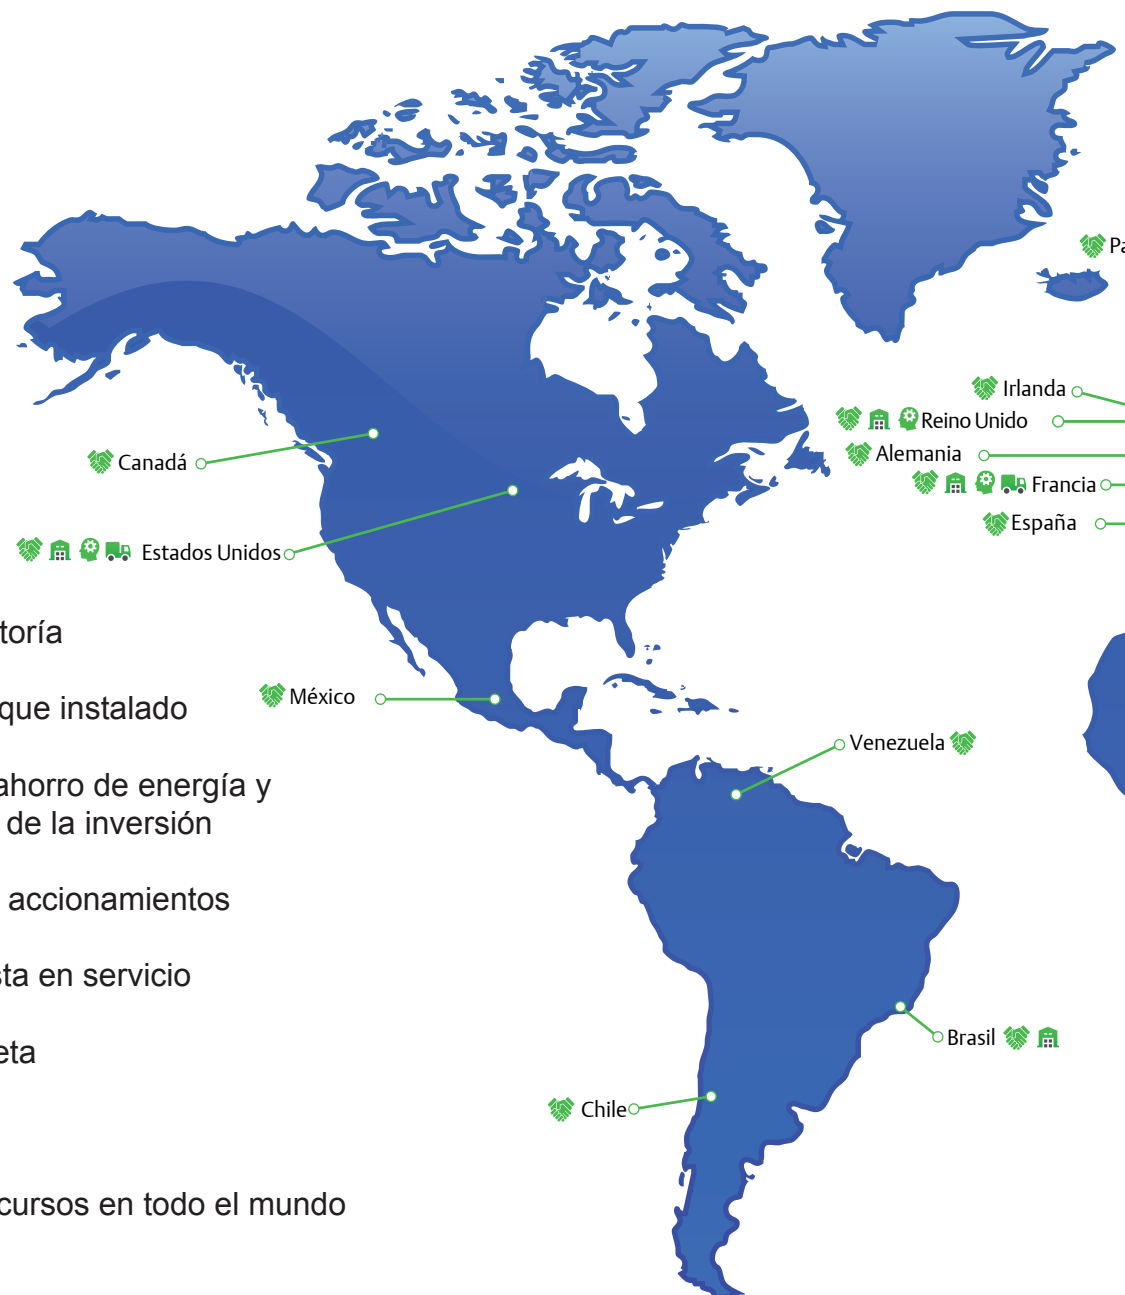 Pa
Irlanda
Reino Unido
Alemania
Canadá
Francia
España
Estados Unidos
toría
México
que instalado
Venezuela
ahorro de energía y
de la inversión
accionamientos
sta en servicio
Brasil
eta
Chile
cursos en todo el mundo